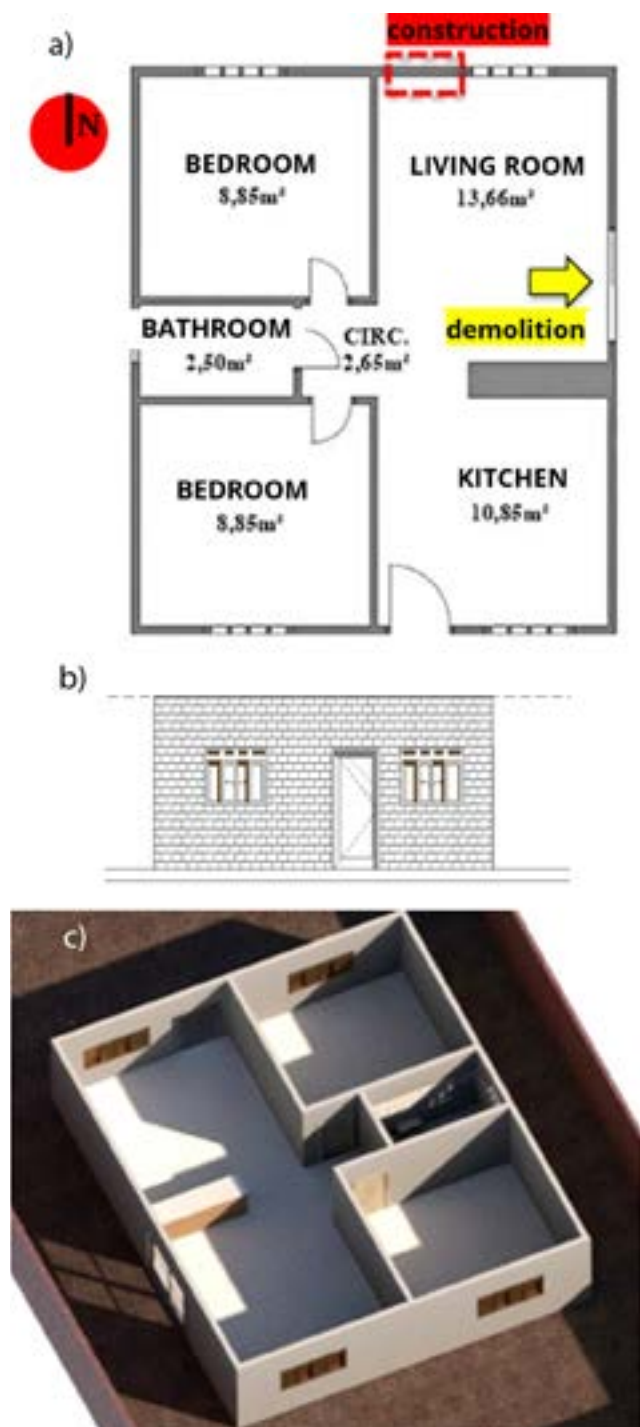 a)
construction
N
BEDROOM
8,85m²
LIVING ROOM
13,66m²
demolition
BATHROOM
2,50m²
CIRC.
2,65m²
BEDROOM
8,85m²
KITCHEN
10,85m²
b)
c)